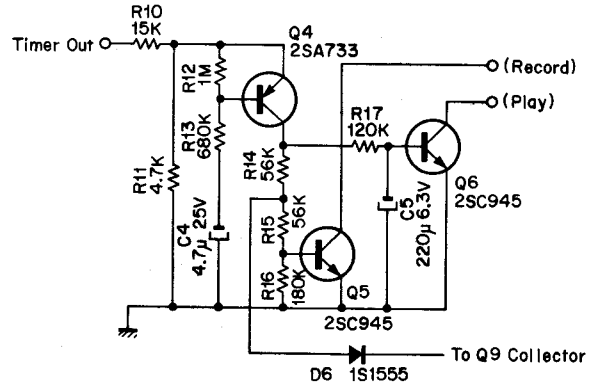 R10
15K
Timer Out
Q4
2SA733
R12
1M
(Record)
(Play)
R17
120K
R13
680K
R11
4.7K
R14
56K
Q6
2SC945
C4
4.7µ 25V
R15
56K
C5
220µ 6.3V
R16
180K
Q5
2SC945
To Q9 Collector
D6 1S1555